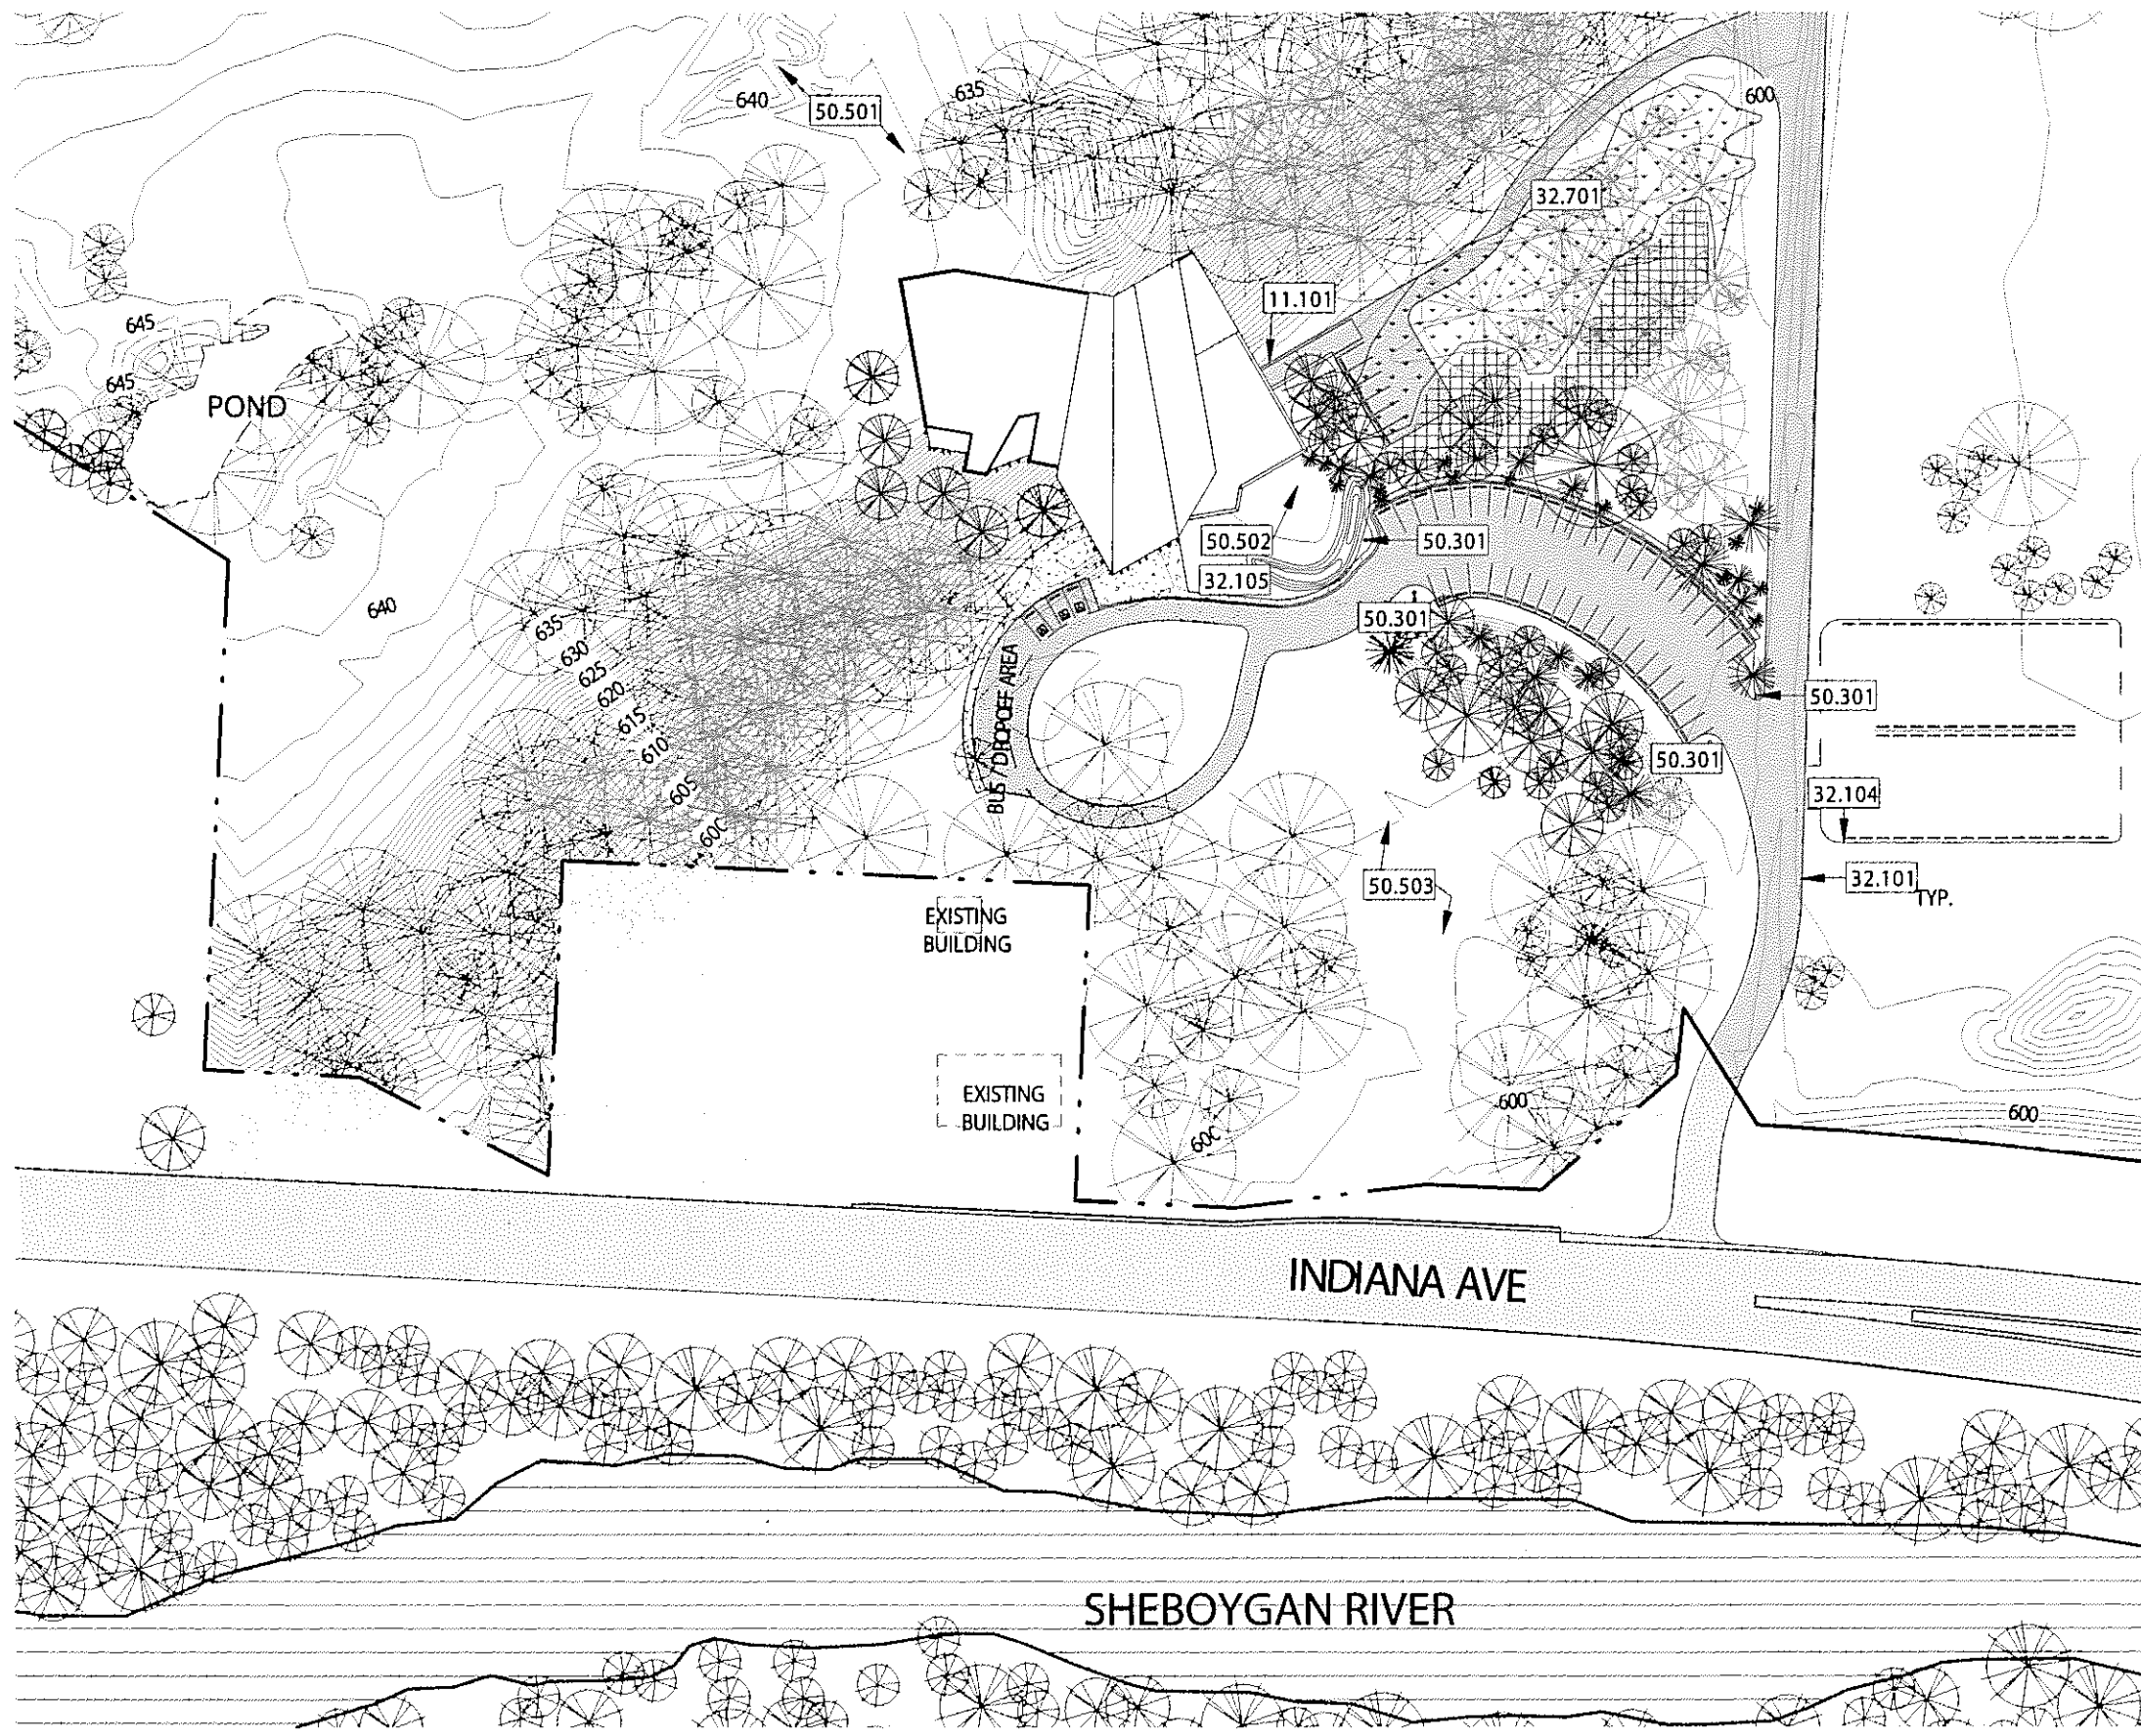 640
50.501
635
600
32.701
11.101
645
645
POND
50.502
50.301
32.105
640
50.301
635
630
625
620
615
610
605
60C
BUS / DROPOFF AREA
50.301
50.301
32.104
50.503
32.101
TYP.
EXISTING
BUILDING
EXISTING
BUILDING
600
60C
600
INDIANA AVE
SHEBOYGAN RIVER